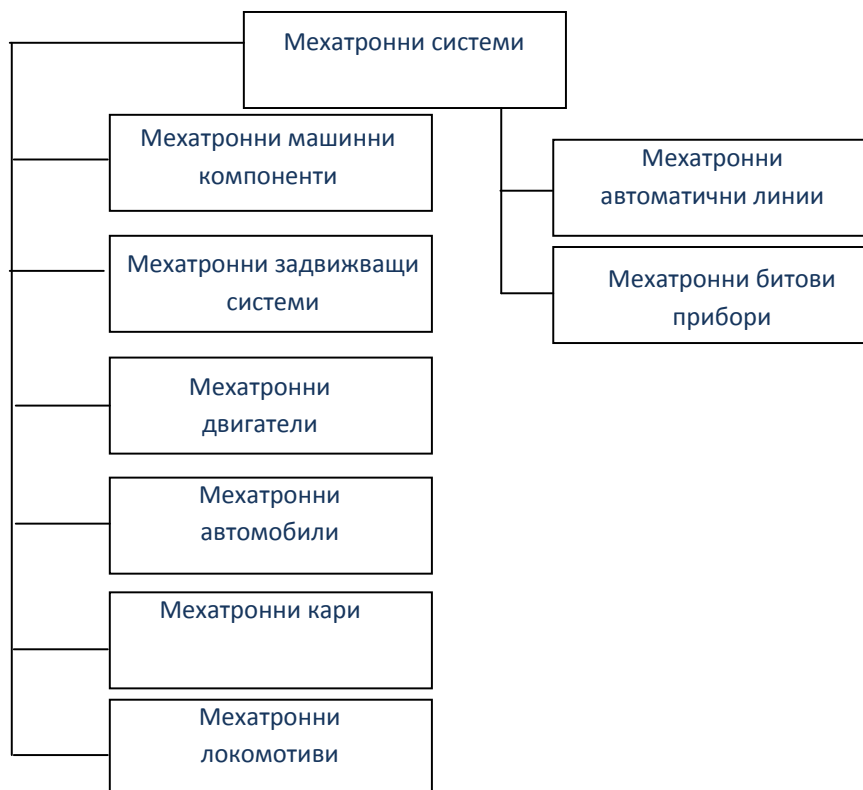 Мехатронни системи
Мехатронни машинни
компоненти
Мехатронни задвижващи
системи
Мехатронни
двигатели
Мехатронни
автомобили
Мехатронни кари
Мехатронни
локомотиви
Мехатронни
автоматични линии
Мехатронни битови
прибори